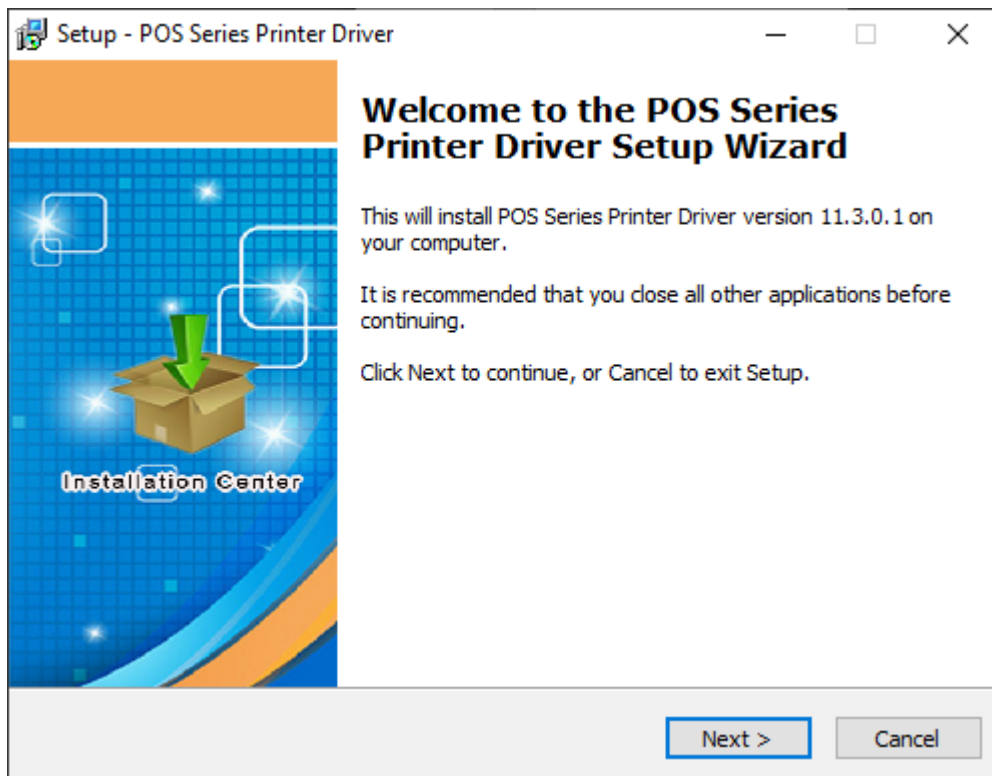 Setup - POS Series Printer Driver
Welcome to the POS Series
Printer Driver Setup Wizard
This will install POS Series Printer Driver version 11.3.0.1 on
your computer.
It is recommended that you close all other applications before
continuing.
Click Next to continue, or Cancel to exit Setup.
Installation Center
Next >
Cancel